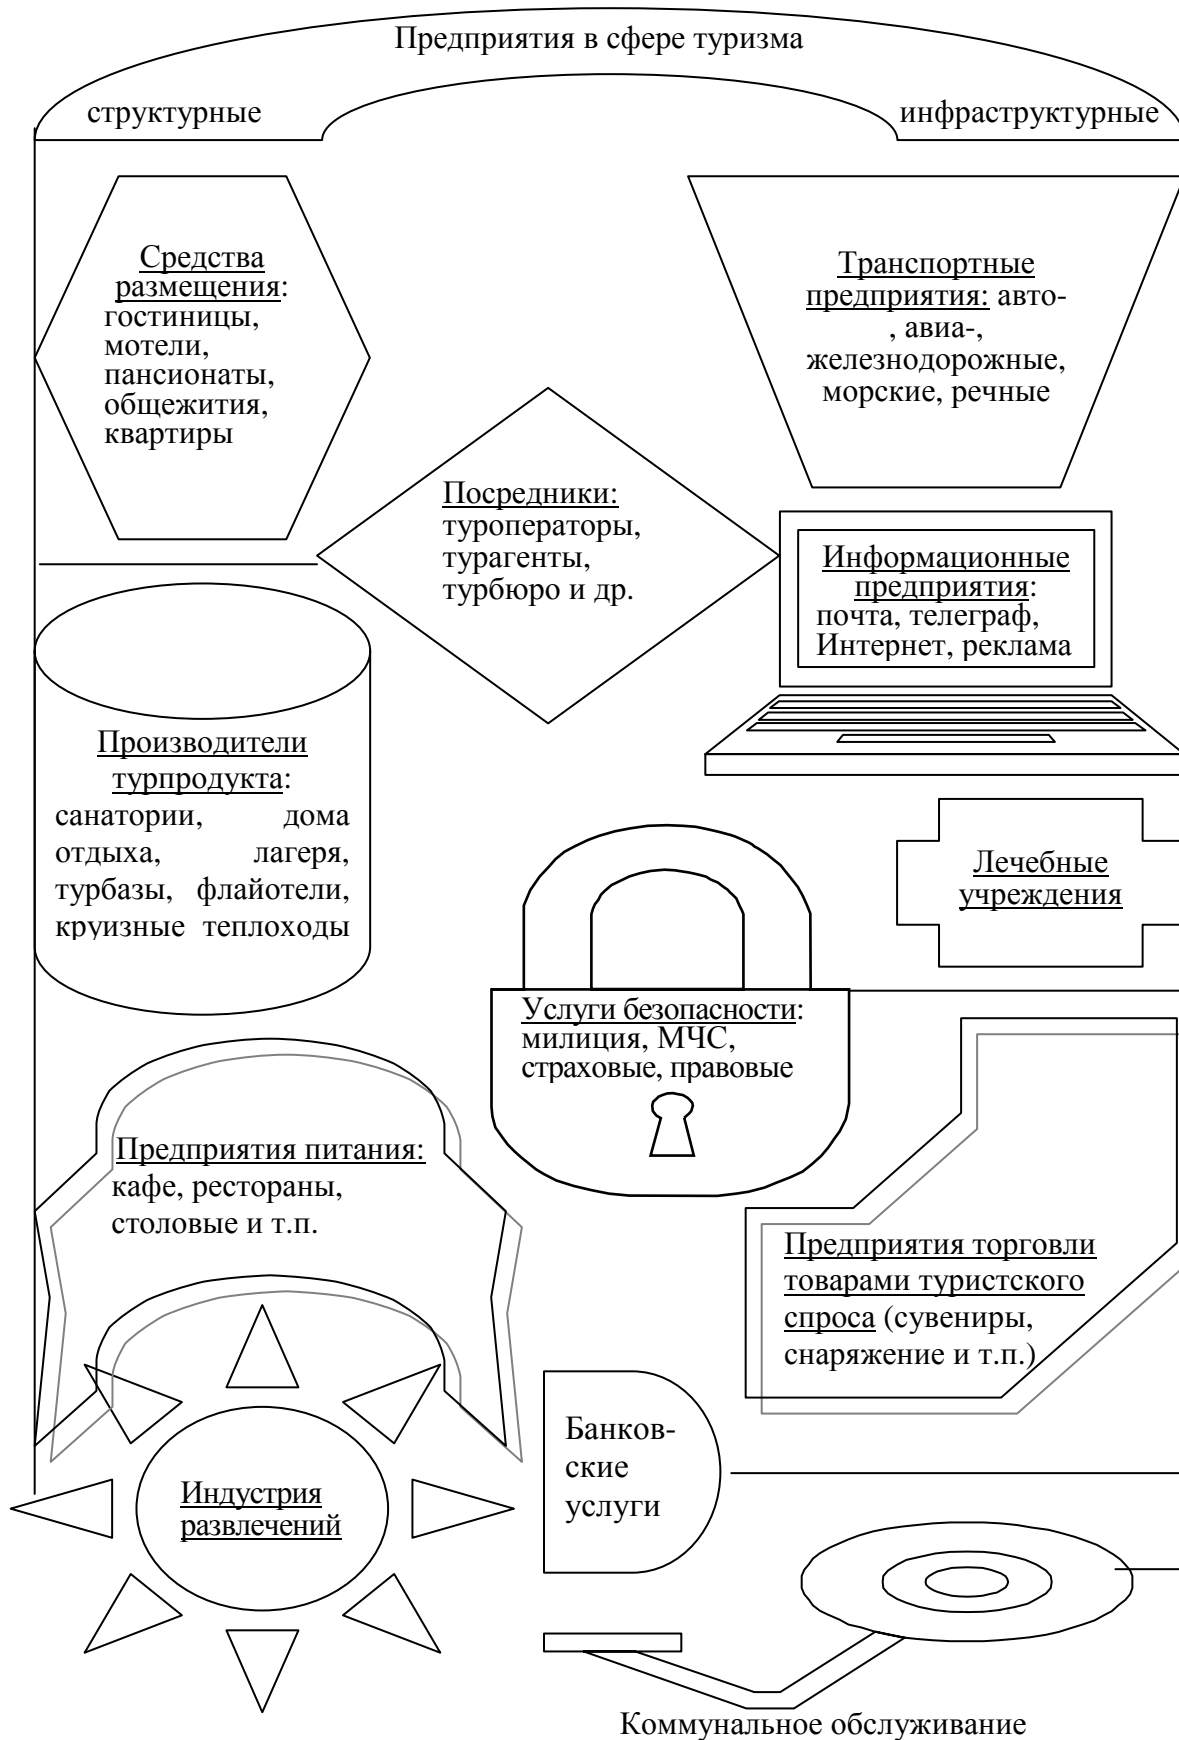 Предприятия в сфере туризма
структурные
инфраструктурные
Средства
размещения:
гостиницы,
мотели,
пансионаты,
общежития,
квартиры
Транспортные
предприятия: авто-
, авиа-,
железнодорожные,
морские, речные
Посредники:
туроператоры,
турагенты,
турбюро и др.
Информационные
предприятия:
почта, телеграф,
Интернет, реклама
Производители
турпродукта:
санатории, дома
отдыха, лагеря,
турбазы, флайотели,
круизные теплоходы
Лечебные
учреждения
Услуги безопасности:
милиция, МЧС,
страховые, правовые
Предприятия питания:
кафе, рестораны,
столовые и т.п.
Предприятия торговли
товарами туристского
спроса (сувениры,
снаряжение и т.п.)
Банков-
ские
услуги
Индустрия
развлечений
Коммунальное обслуживание